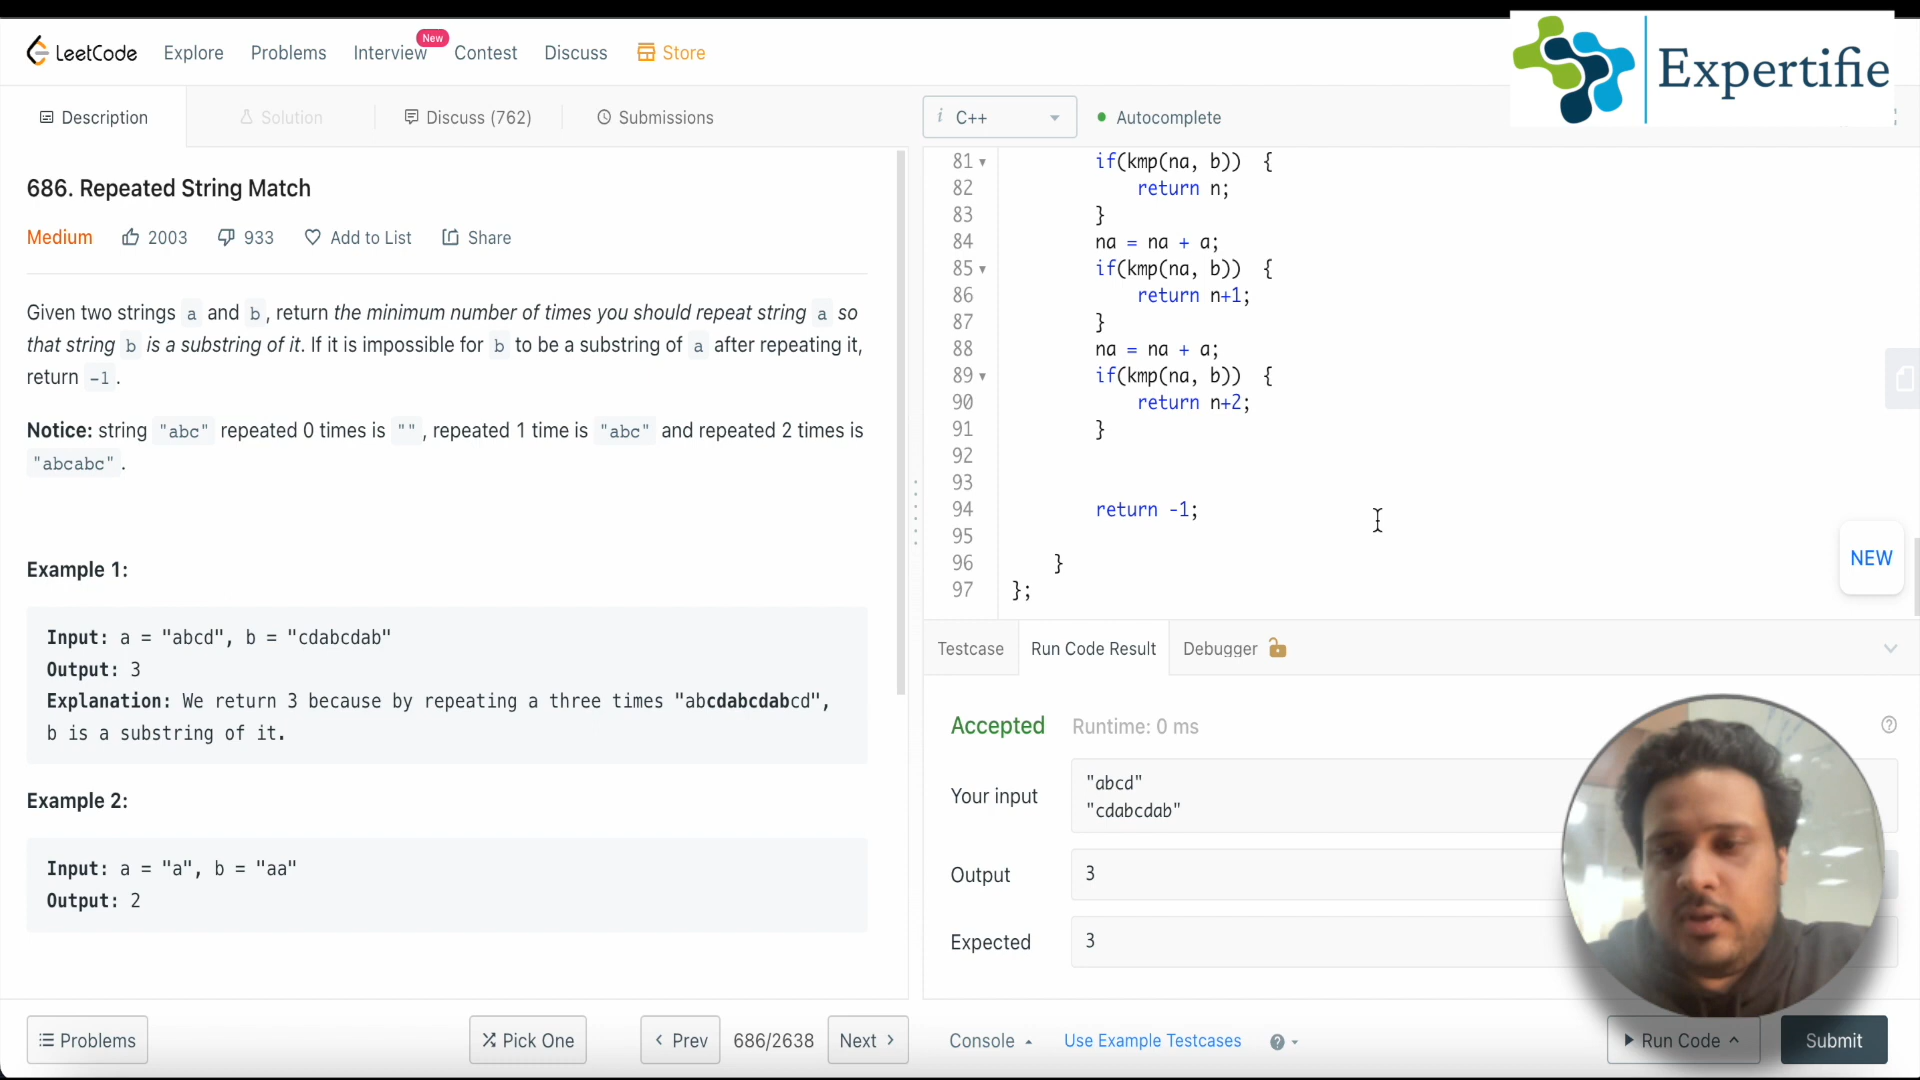 LeetCode Explore Problems Interview New Contest Discuss Store
Expertifie
Description Solution Discuss (762) Submissions
i C++ Autocomplete
686. Repeated String Match
Medium 2003 933 Add to List Share
Given two strings a and b, return the minimum number of times you should repeat string a so
that string b is a substring of it. If it is impossible for b to be a substring of a after repeating it,
return -1.
Notice: string "abc" repeated 0 times is "", repeated 1 time is "abc" and repeated 2 times is
"abcabc".
Example 1:
Input: a = "abcd", b = "cdabcdab"
Output: 3
Explanation: We return 3 because by repeating a three times "abcdabcdabcd",
b is a substring of it.
Example 2:
Input: a = "a", b = "aa"
Output: 2
81 if(kmp(na, b)) {
82 return n;
83 }
84 na = na + a;
85 if(kmp(na, b)) {
86 return n+1;
87 }
88 na = na + a;
89 if(kmp(na, b)) {
90 return n+2;
91 }
92
93
94 return -1;
95
96 }
97 };
NEW
Testcase Run Code Result Debugger
Accepted Runtime: 0 ms
Your input "abcd"
"cdabcdab"
Output 3
Expected 3
Problems Pick One < Prev 686/2638 Next > Console Use Example Testcases Run Code Submit